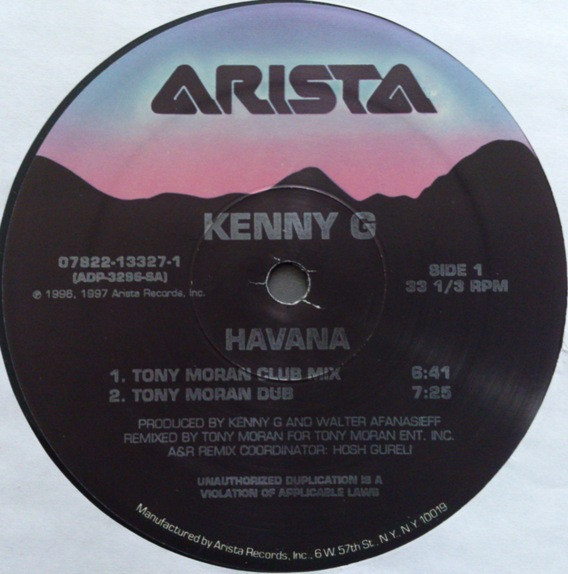 ARISTA
KENNY G
07822-13327-1
(ADP-3296-SA)
℗ 1996, 1997 Arista Records, Inc.
SIDE 1
33 1/3 RPM
HAVANA
1. TONY MORAN CLUB MIX 6:41
2. TONY MORAN DUB 7:25
PRODUCED BY KENNY G AND WALTER AFANASIEFF
REMIXED BY TONY MORAN FOR TONY MORAN ENT. INC.
A&R REMIX COORDINATOR: HOSH GURELI
UNAUTHORIZED DUPLICATION IS A
VIOLATION OF APPLICABLE LAWS
Manufactured by Arista Records, Inc., 6 W. 57th St., N.Y., N.Y. 10019